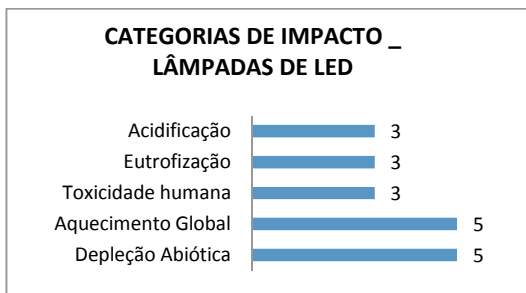 CATEGORIAS DE IMPACTO _
LÂMPADAS DE LED
Acidificação 3
Eutrofização 3
Toxicidade humana 3
Aquecimento Global 5
Depleção Abiótica 5